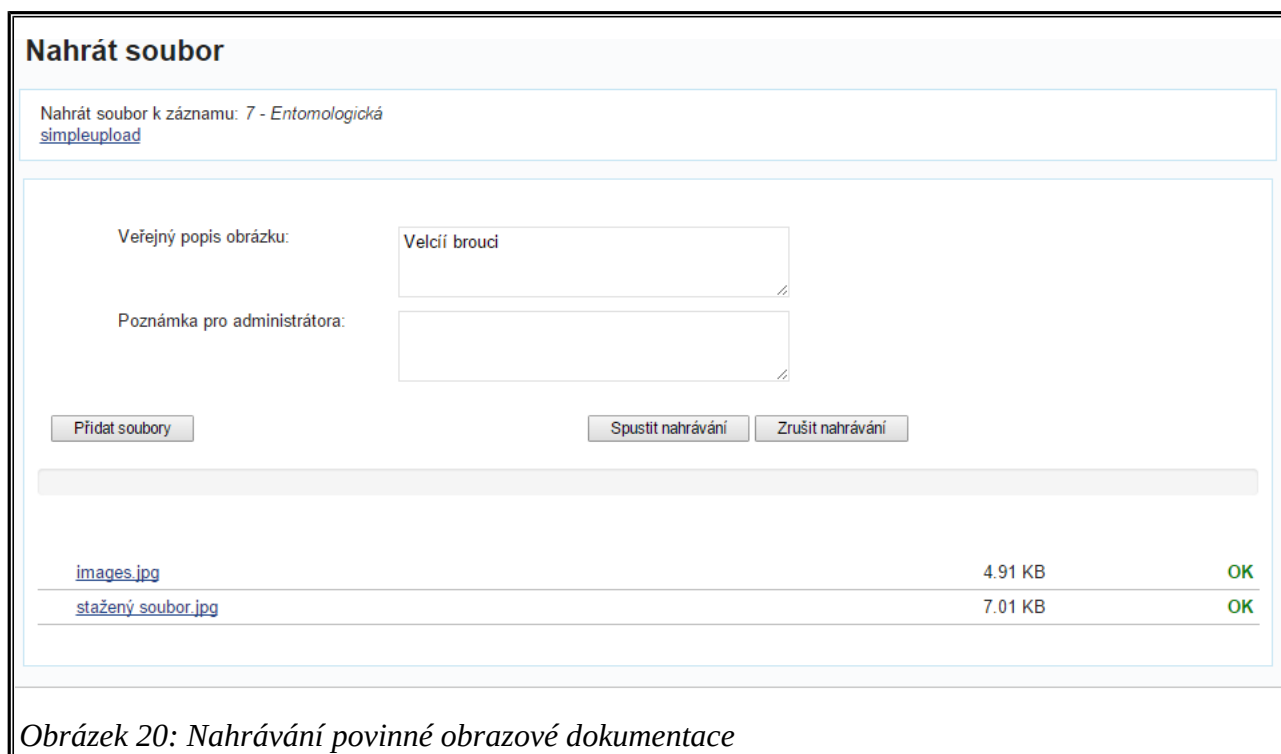 Nahrát soubor
Nahrát soubor k záznamu: 7 - Entomologická
simpleupload
Veřejný popis obrázku:
Velcíí brouci
Poznámka pro administrátora:
Přidat soubory
Spustit nahrávání
Zrušit nahrávání
images.jpg 4.91 KB OK
stažený soubor.jpg 7.01 KB OK
Obrázek 20: Nahrávání povinné obrazové dokumentace